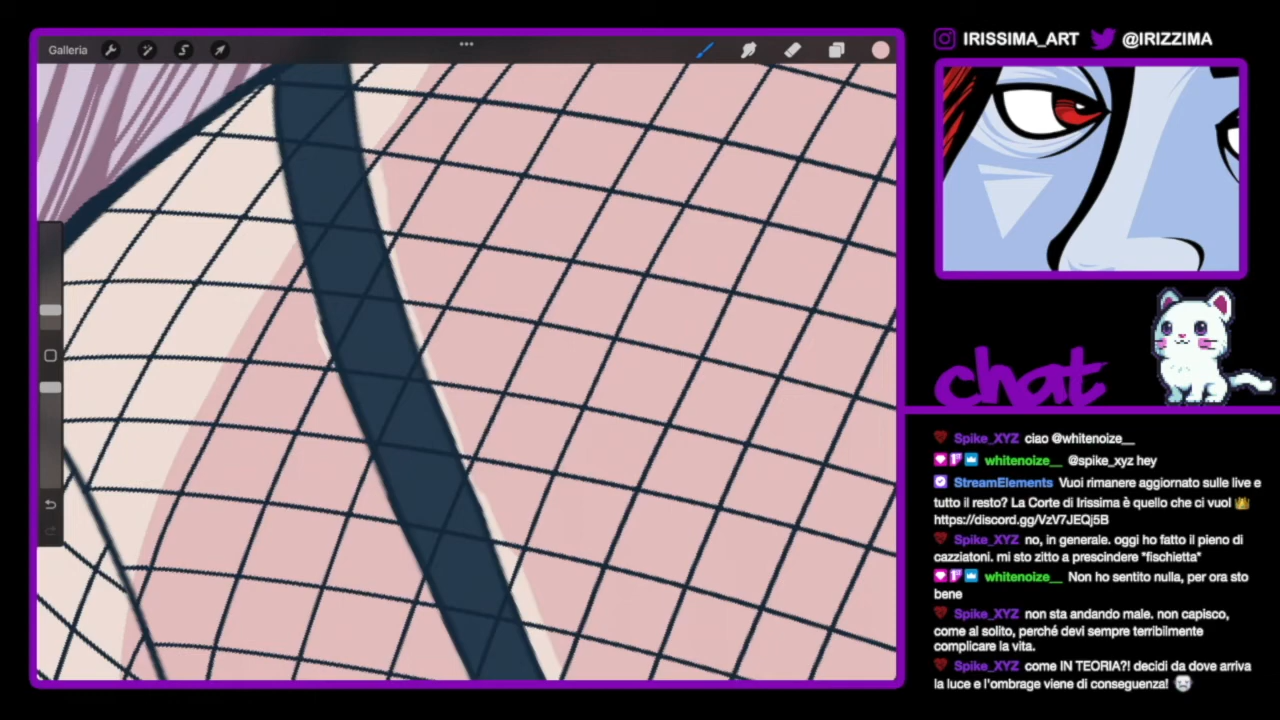 Galleria
IRISSIMA_ART @IRIZZIMA
chat
Spike_XYZ ciao @whitenoize__
whitenoize__ @spike_xyz hey
StreamElements Vuoi rimanere aggiornato sulle live e
tutto il resto? La Corte di Irissima è quello che ci vuol 👑
https://discord.gg/VzV7JEQj5B
Spike_XYZ no, in generale. oggi ho fatto il pieno di
cazziatoni. mi sto zitto a prescindere *fischietta*
whitenoize__ Non ho sentito nulla, per ora sto
bene
Spike_XYZ non sta andando male. non capisco,
come al solito, perché devi sempre terribilmente
complicare la vita.
Spike_XYZ come IN TEORIA?! decidi da dove arriva
la luce e l'ombrage viene di conseguenza!